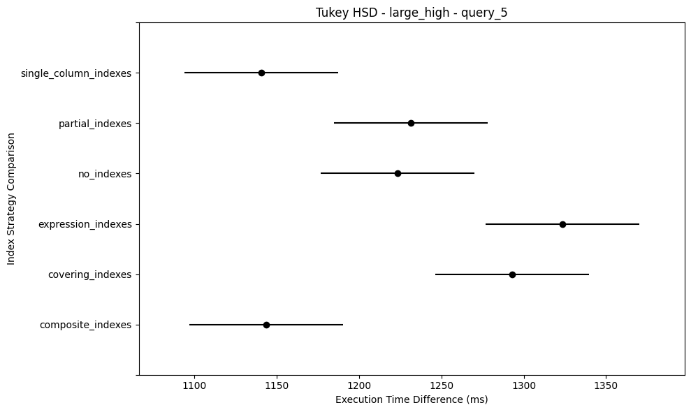 Tukey HSD - large_high - query_5
Index Strategy Comparison
single_column_indexes
partial_indexes
no_indexes
expression_indexes
covering_indexes
composite_indexes
1100 1150 1200 1250 1300 1350
Execution Time Difference (ms)